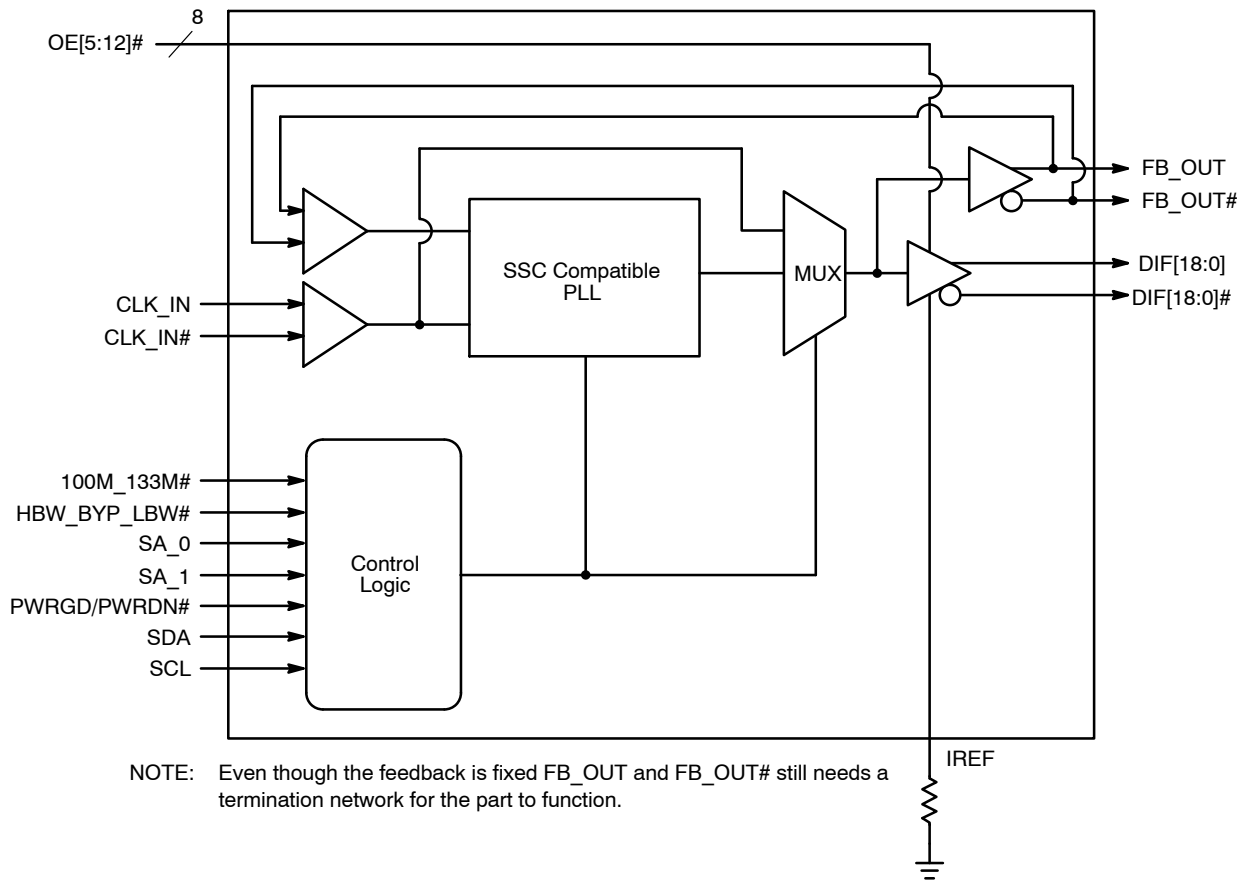 8
OE[5:12]#
FB_OUT
FB_OUT#
SSC Compatible
PLL
MUX
DIF[18:0]
DIF[18:0]#
CLK_IN
CLK_IN#
100M_133M#
HBW_BYP_LBW#
SA_0
SA_1
PWRGD/PWRDN#
SDA
SCL
Control
Logic
IREF
NOTE: Even though the feedback is fixed FB_OUT and FB_OUT# still needs a
termination network for the part to function.